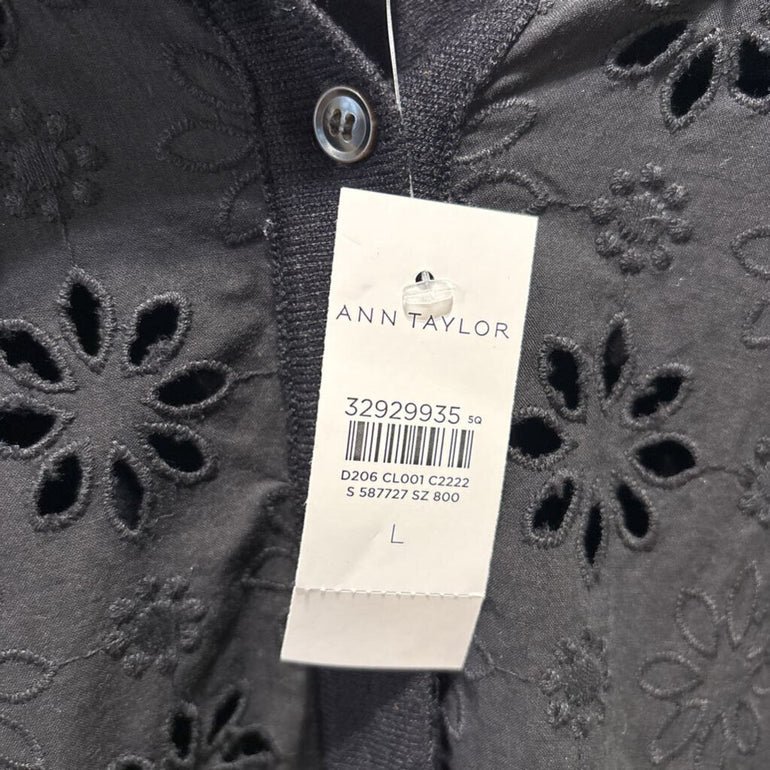 ANN TAYLOR
32929935 5Q
D206 CL001 C2222
S 587727 SZ 800
L